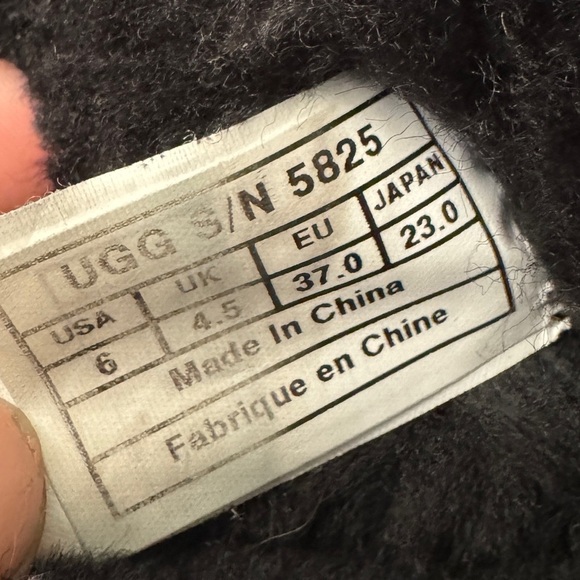 UGG S/N 5825
USA UK EU JAPAN
6 4.5 37.0 23.0
Made In China
Fabrique en Chine